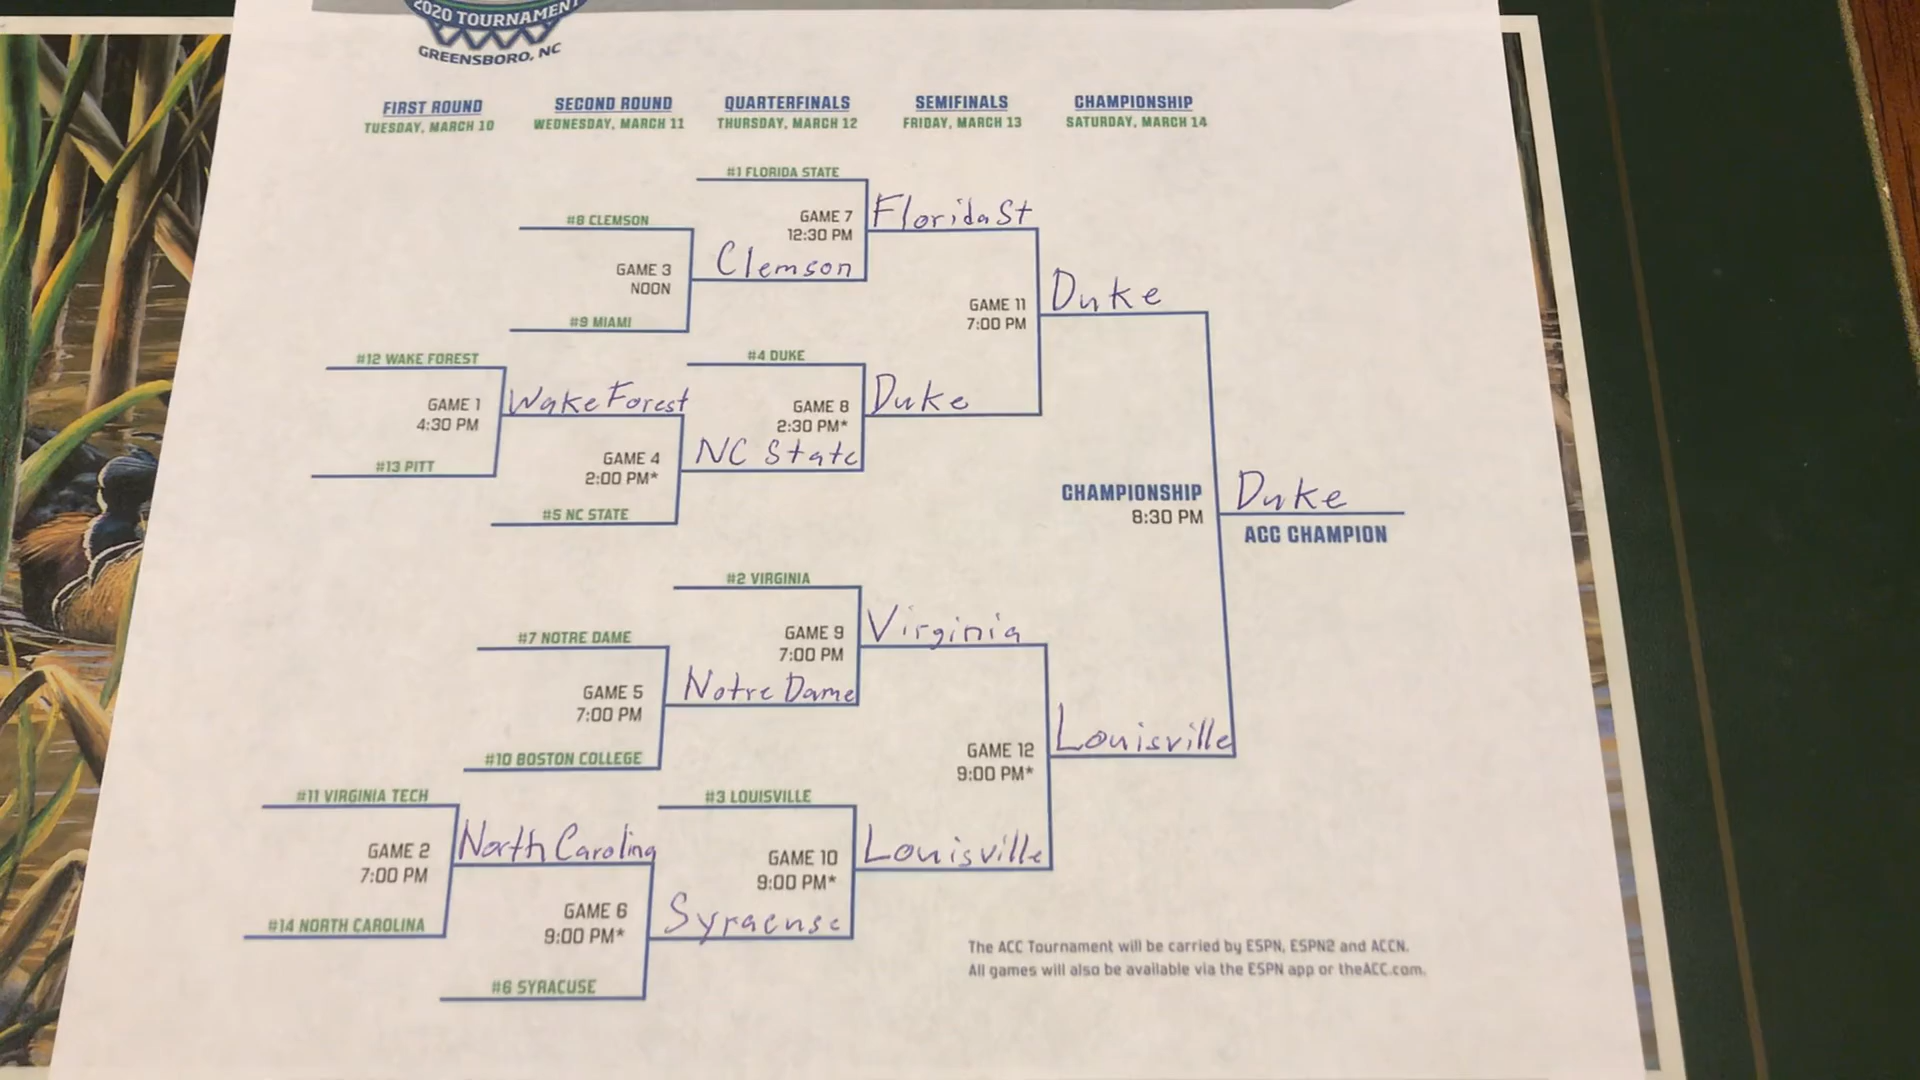 2020 TOURNAMENT
GREENSBORO, NC
FIRST ROUND
TUESDAY, MARCH 10
SECOND ROUND
WEDNESDAY, MARCH 11
QUARTERFINALS
THURSDAY, MARCH 12
SEMIFINALS
FRIDAY, MARCH 13
CHAMPIONSHIP
SATURDAY, MARCH 14
#1 FLORIDA STATE
#8 CLEMSON
GAME 7
12:30 PM
Florida St
GAME 3
NOON
Clemson
#9 MIAMI
GAME 11
7:00 PM
Duke
#12 WAKE FOREST
#4 DUKE
GAME 1
4:30 PM
Wake Forest
GAME 8
2:30 PM*
Duke
#13 PITT
GAME 4
2:00 PM*
NC State
#5 NC STATE
CHAMPIONSHIP
8:30 PM
Duke
ACC CHAMPION
#2 VIRGINIA
#7 NOTRE DAME
GAME 9
7:00 PM
Virginia
GAME 5
7:00 PM
Notre Dame
#10 BOSTON COLLEGE
GAME 12
9:00 PM*
Louisville
#11 VIRGINIA TECH
#3 LOUISVILLE
GAME 2
7:00 PM
North Carolina
GAME 10
9:00 PM*
Louisville
#14 NORTH CAROLINA
GAME 6
9:00 PM*
Syracuse
#6 SYRACUSE
The ACC Tournament will be carried by ESPN, ESPN2 and ACCN.
All games will also be available via the ESPN app or theACC.com.